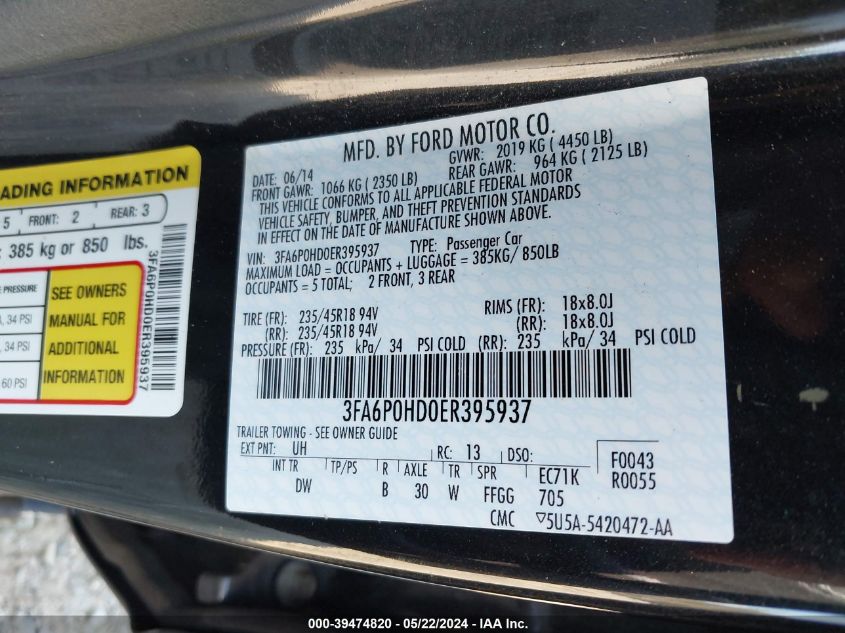 ADING INFORMATION
5 FRONT: 2 REAR: 3
: 385 kg or 850 lbs.
PRESSURE
34 PSI
34 PSI
60 PSI
SEE OWNERS
MANUAL FOR
ADDITIONAL
INFORMATION
3FA6P0HD0ER395937
MFD. BY FORD MOTOR CO.
DATE: 06/14 GVWR: 2019 KG ( 4450 LB)
FRONT GAWR: 1066 KG ( 2350 LB) REAR GAWR: 964 KG ( 2125 LB)
THIS VEHICLE CONFORMS TO ALL APPLICABLE FEDERAL MOTOR
VEHICLE SAFETY, BUMPER, AND THEFT PREVENTION STANDARDS
IN EFFECT ON THE DATE OF MANUFACTURE SHOWN ABOVE.
VIN: 3FA6P0HD0ER395937 TYPE: Passenger Car
MAXIMUM LOAD = OCCUPANTS + LUGGAGE = 385KG/ 850LB
OCCUPANTS = 5 TOTAL; 2 FRONT, 3 REAR
TIRE (FR): 235/45R18 94V RIMS (FR): 18x8.0J
(RR): 235/45R18 94V (RR): 18x8.0J
PRESSURE (FR): 235 kPa/ 34 PSI COLD (RR): 235 kPa/ 34 PSI COLD
3FA6P0HD0ER395937
TRAILER TOWING - SEE OWNER GUIDE
EXT PNT: UH RC: 13 DSO: F0043
INT TR TP/PS R AXLE TR SPR EC71K R0055
DW B 30 W FFGG 705
CMC ▽5U5A-5420472-AA
000-39474820 - 05/22/2024 - IAA Inc.